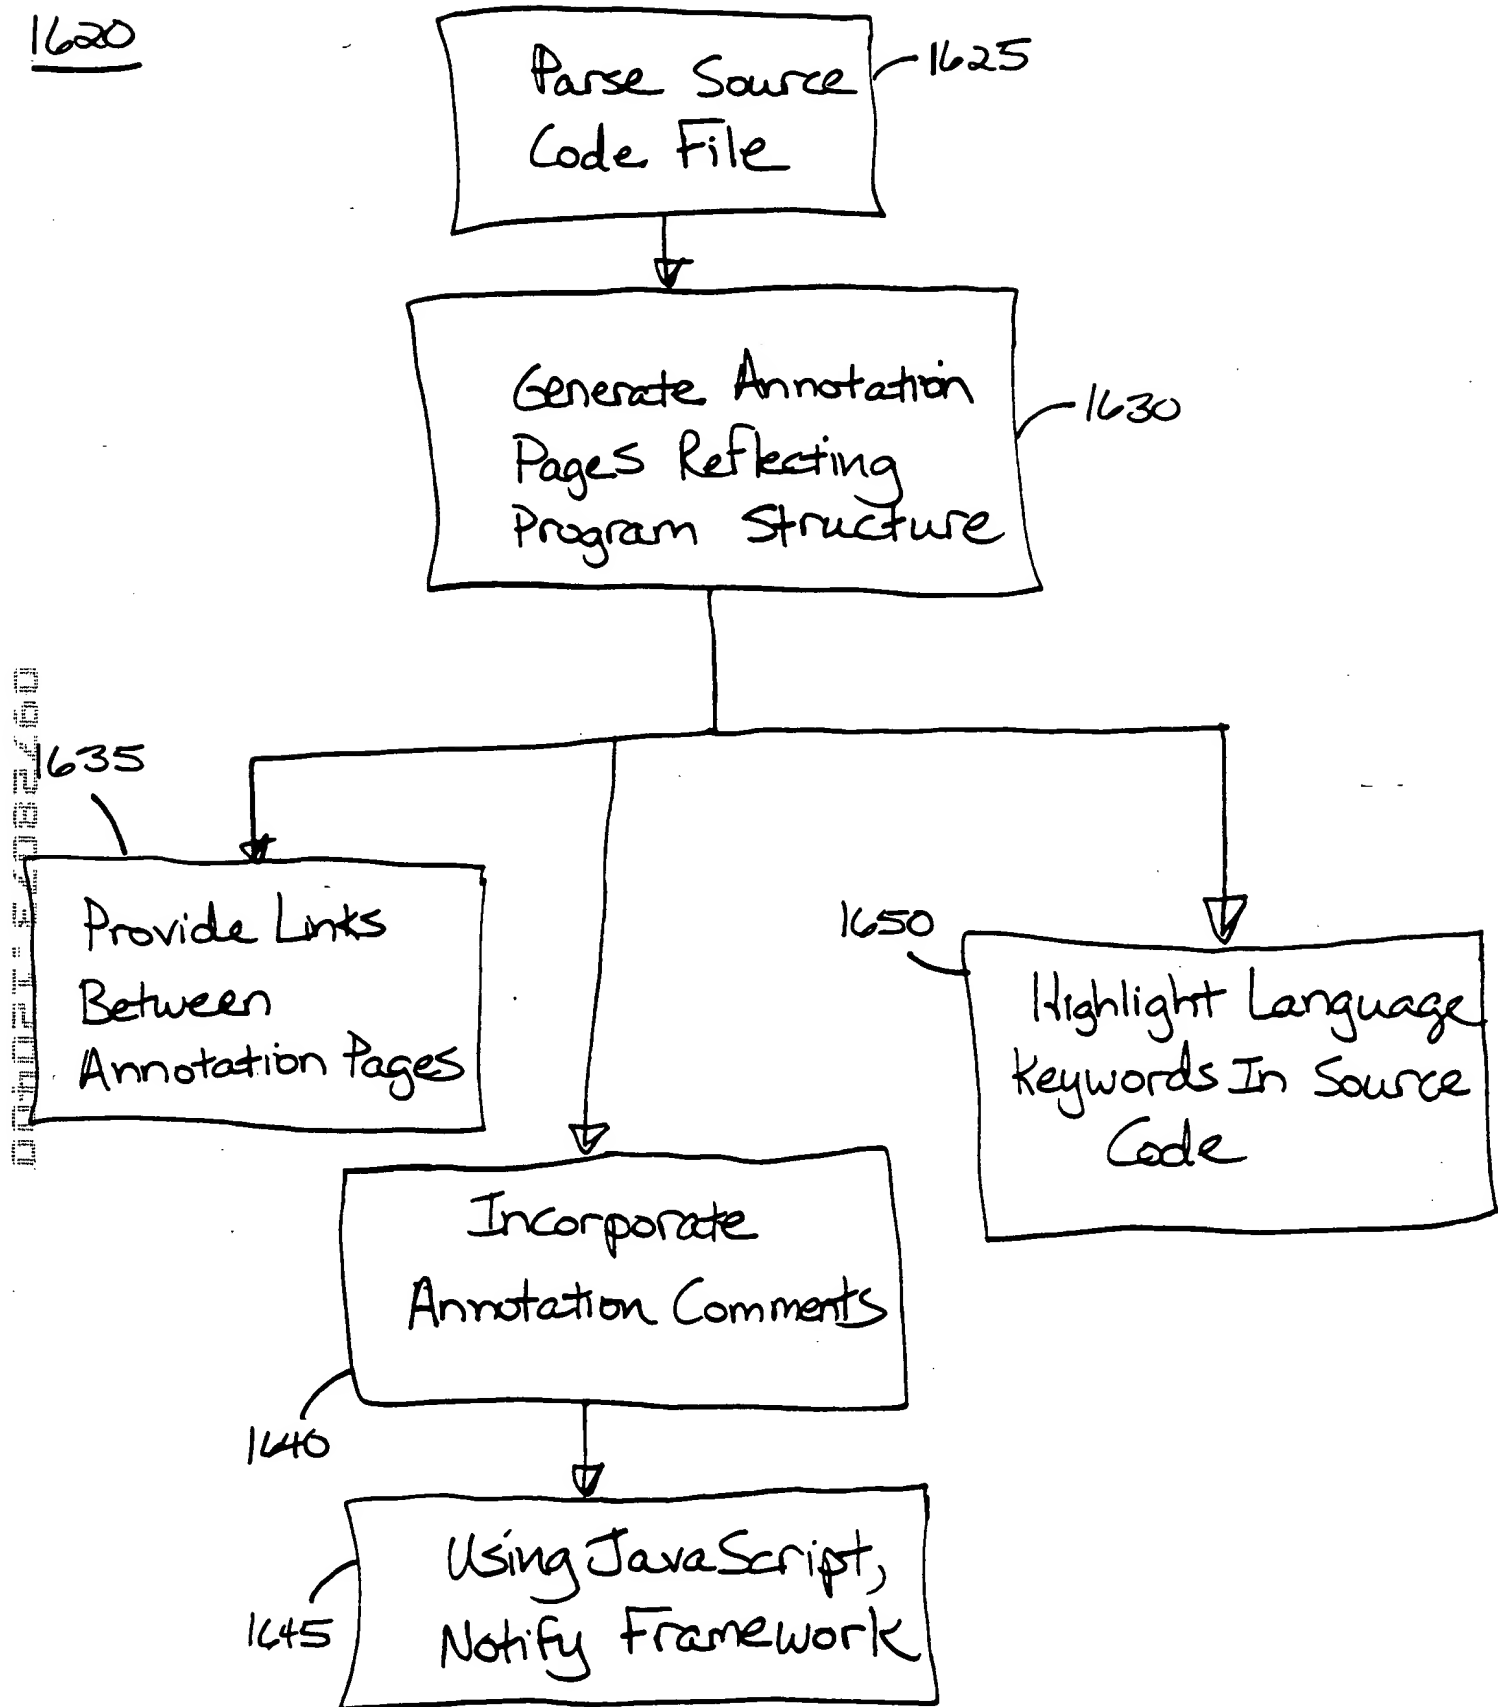 1620
Parse Source
Code File
1625
Generate Annotation
Pages Reflecting
Program Structure
1630
1635
Provide Links
Between
Annotation Pages
1650
Highlight Language
Keywords In Source
Code
Incorporate
Annotation Comments
1640
Using JavaScript,
Notify Framework
1645